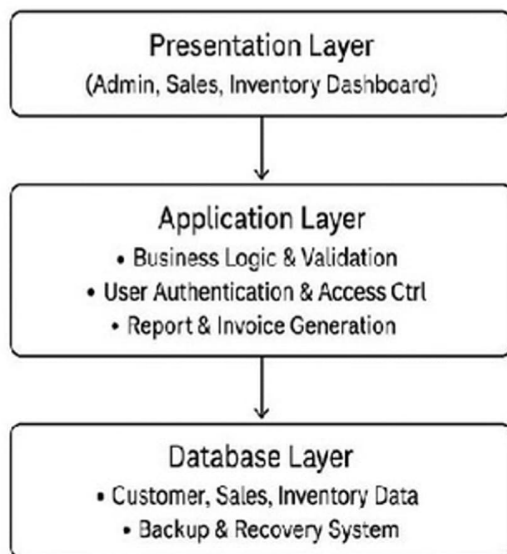 Presentation Layer
(Admin, Sales, Inventory Dashboard)
Application Layer
• Business Logic & Validation
• User Authentication & Access Ctrl
• Report & Invoice Generation
Database Layer
• Customer, Sales, Inventory Data
• Backup & Recovery System